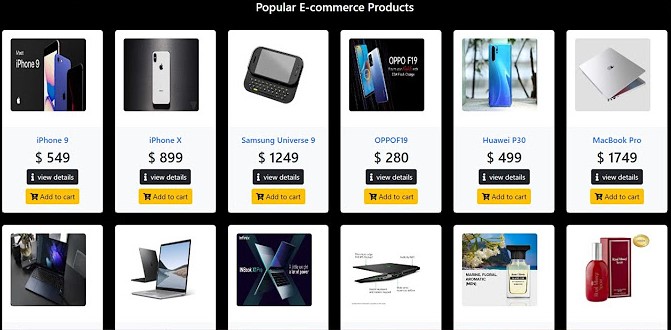 Popular E-commerce Products
Meet
iPhone 9
OPPO F19
iPhone 9
iPhone X
Samsung Universe 9
OPPOF19
Huawei P30
MacBook Pro
$ 549
$ 899
$ 1249
$ 280
$ 499
$ 1749
view details
view details
view details
view details
view details
view details
Add to cart
Add to cart
Add to cart
Add to cart
Add to cart
Add to cart
Infinix
INBook X1 Pro
MARINE. FLORAL.
AROMATIC.
(MEN)